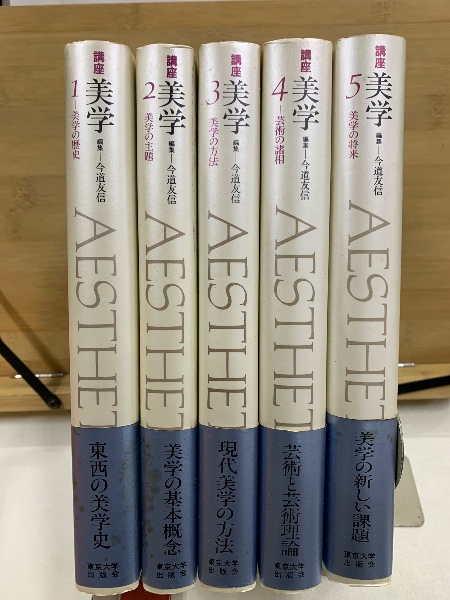 講座
美学
1
美学の歴史
編集―今道友信
AESTHET
東西の美学史
講座
美学
2
美学の主題
編集―今道友信
AESTHET
美学の基本概念
東京大学
出版会
講座
美学
3
美学の方法
編集―今道友信
AESTHET
現代美学の方法
東京大学
出版会
講座
美学
4
―芸術の諸相
編集―今道友信
AESTHET
芸術と芸術理論
東京大学
出版会
講座
美学
5
美学の将来
編集―今道友信
AESTHET
美学の新しい課題
東京大学
出版会